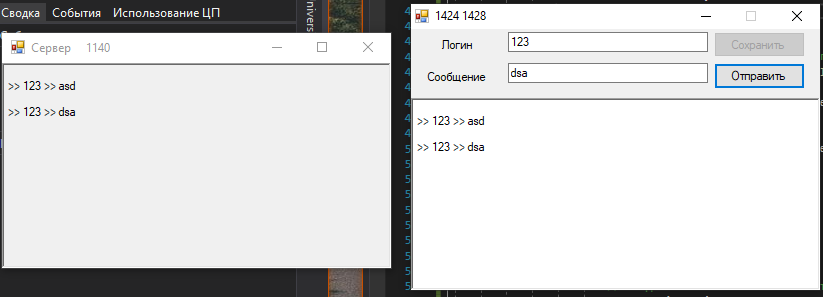 Сводка События Использование ЦП
Сервер 1140
>> 123 >> asd
>> 123 >> dsa
nivers
1424 1428
Логин 123 Сохранить
Сообщение dsa Отправить
>> 123 >> asd
>> 123 >> dsa